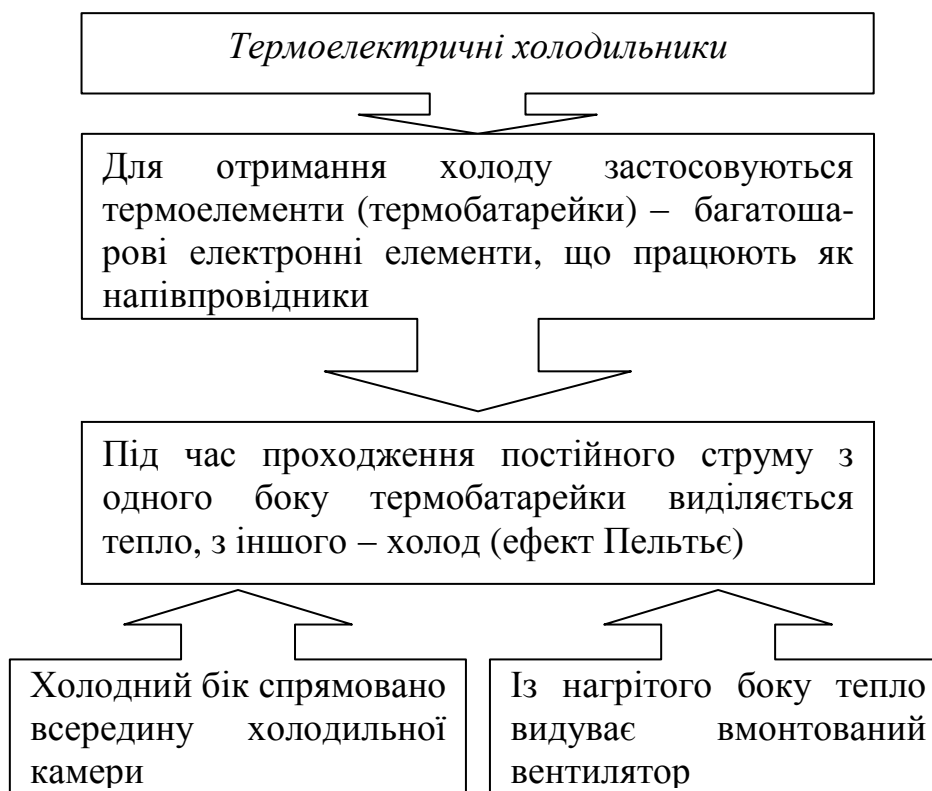 Термоелектричні холодильники
Для отримання холоду застосовуються
термоелементи (термобатарейки) – багатоша-
рові електронні елементи, що працюють як
напівпровідники
Під час проходження постійного струму з
одного боку термобатарейки виділяється
тепло, з іншого – холод (ефект Пельтьє)
Холодний бік спрямовано
всередину холодильної
камери
Із нагрітого боку тепло
видуває вмонтований
вентилятор